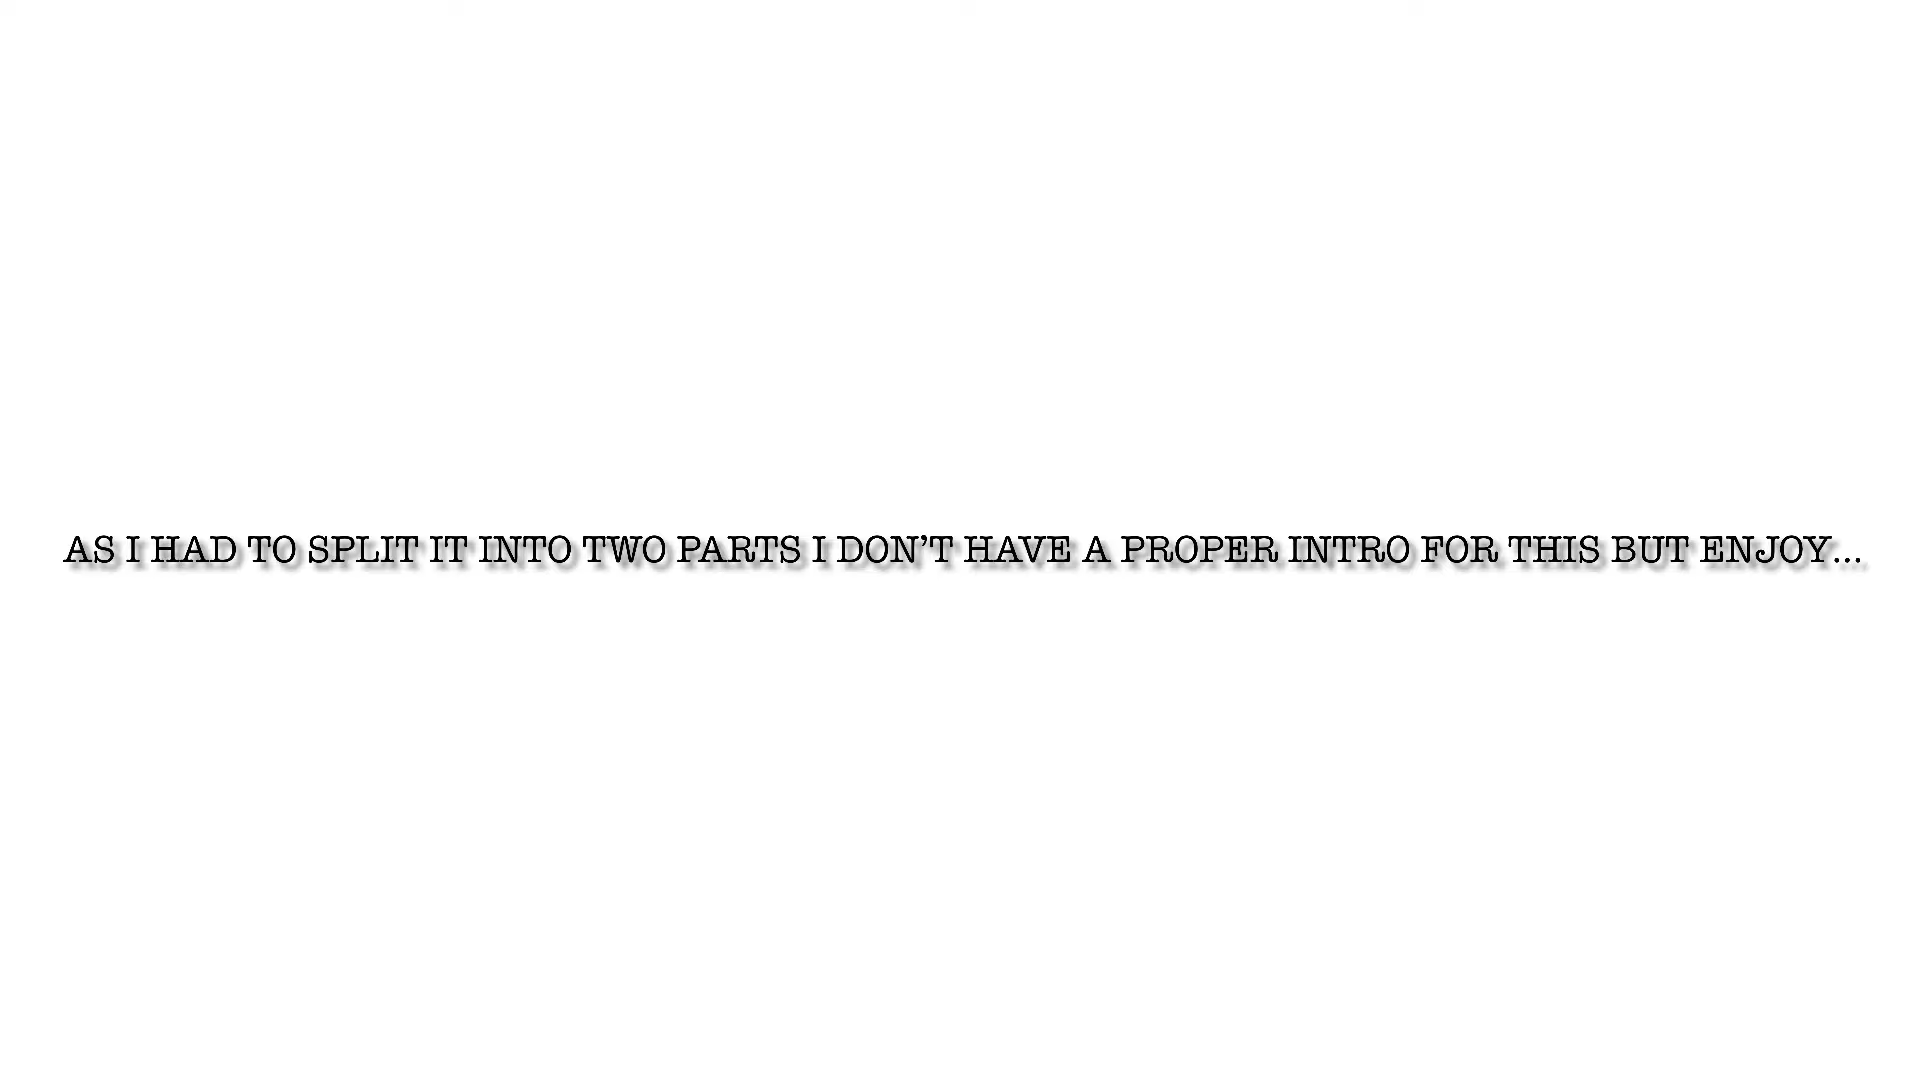 AS I HAD TO SPLIT IT INTO TWO PARTS I DON’T HAVE A PROPER INTRO FOR THIS BUT ENJOY...